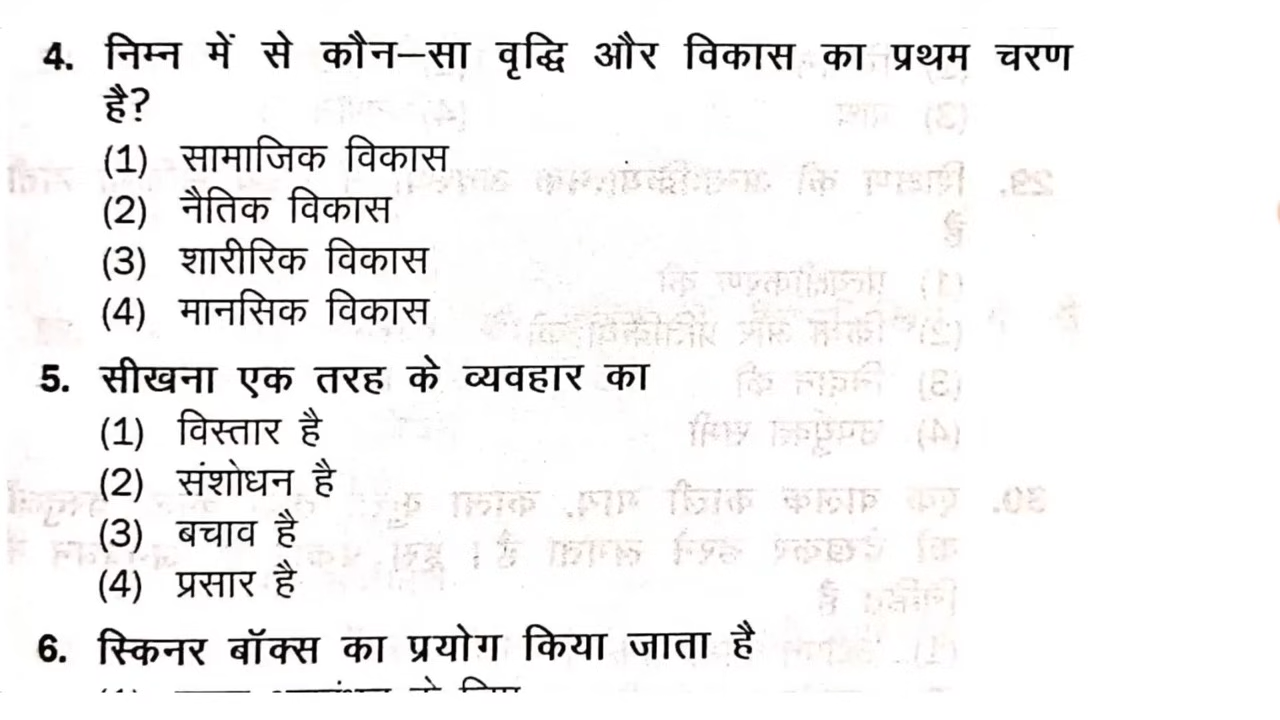 4. निम्न में से कौन–सा वृद्धि और विकास का प्रथम चरण
है?
(1) सामाजिक विकास
(2) नैतिक विकास
(3) शारीरिक विकास
(4) मानसिक विकास
5. सीखना एक तरह के व्यवहार का
(1) विस्तार है
(2) संशोधन है
(3) बचाव है
(4) प्रसार है
6. स्किनर बॉक्स का प्रयोग किया जाता है